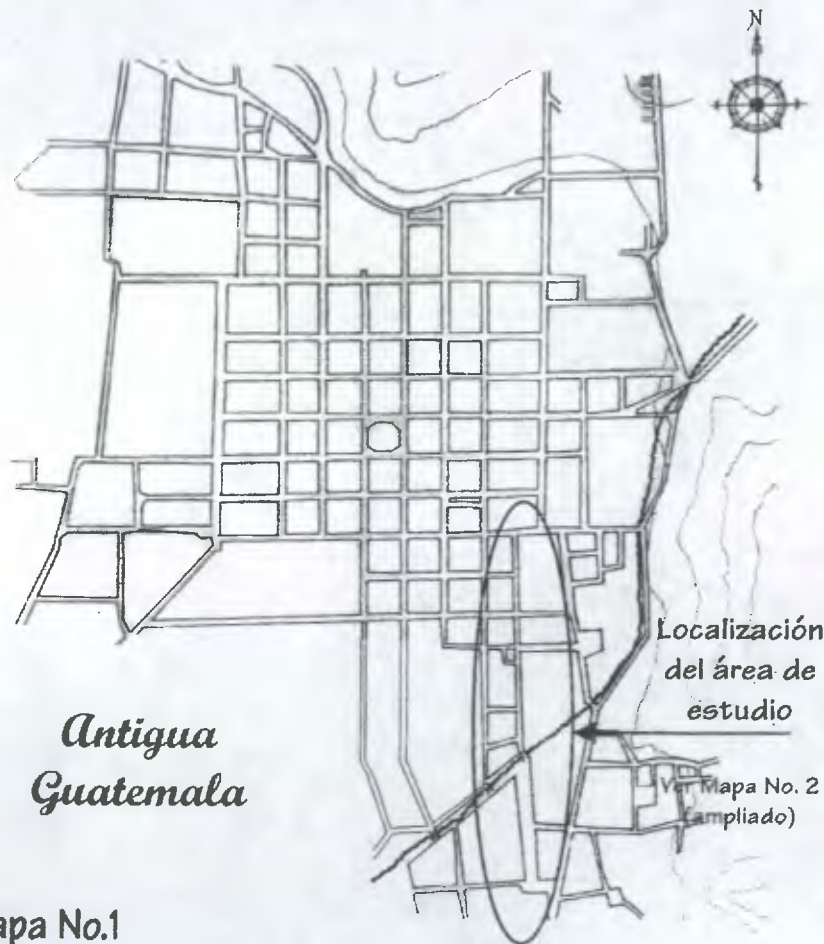 N
Localización
del área de
estudio
Antigua
Guatemala
Ver Mapa No. 2
(ampliado)
apa No.1